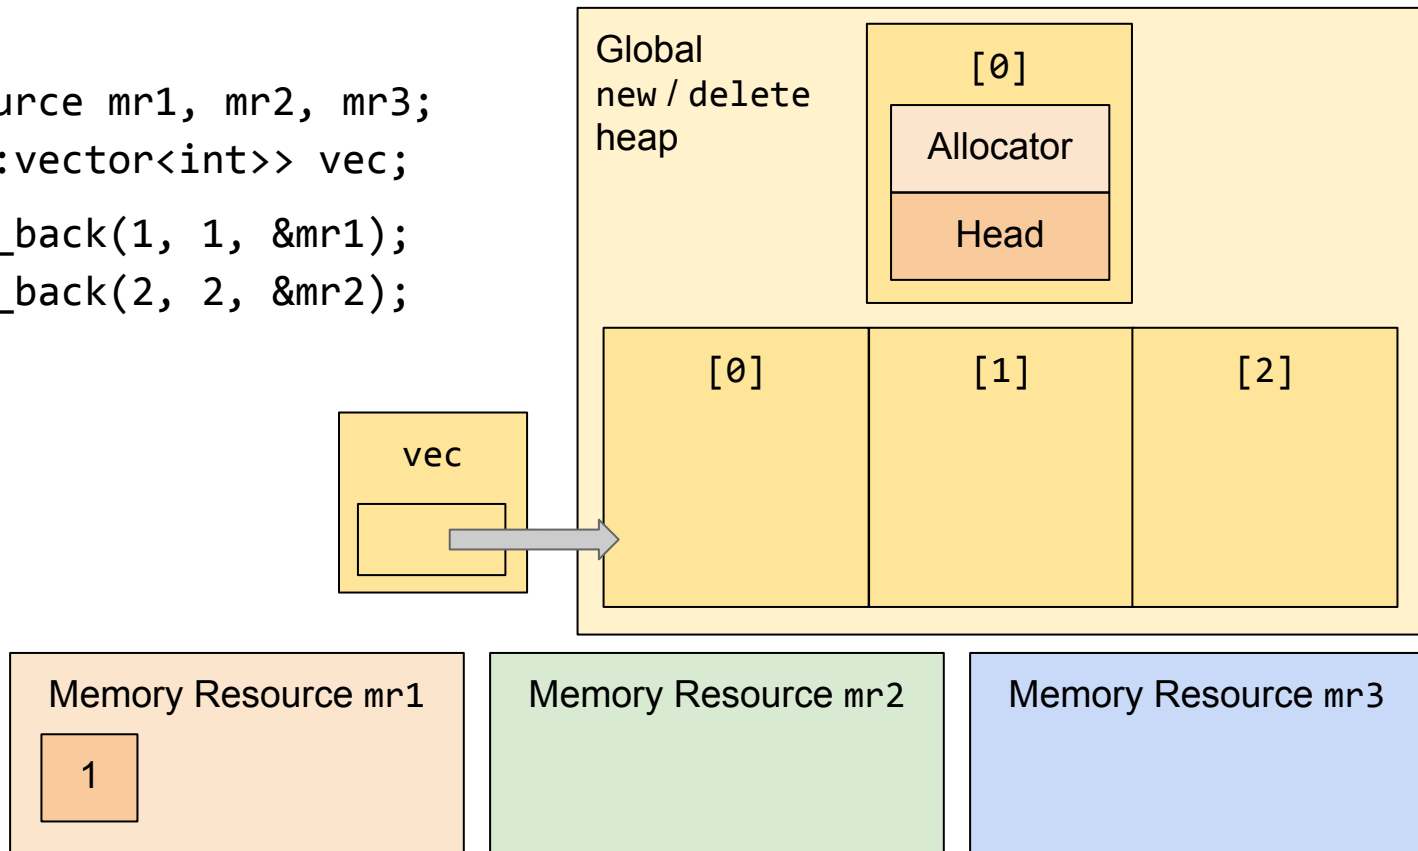 urce mr1, mr2, mr3;
:vector<int>> vec;
_back(1, 1, &mr1);
_back(2, 2, &mr2);
Global
new / delete
heap
[0]
Allocator
Head
[0]
[1]
[2]
vec
Memory Resource mr1
1
Memory Resource mr2
Memory Resource mr3